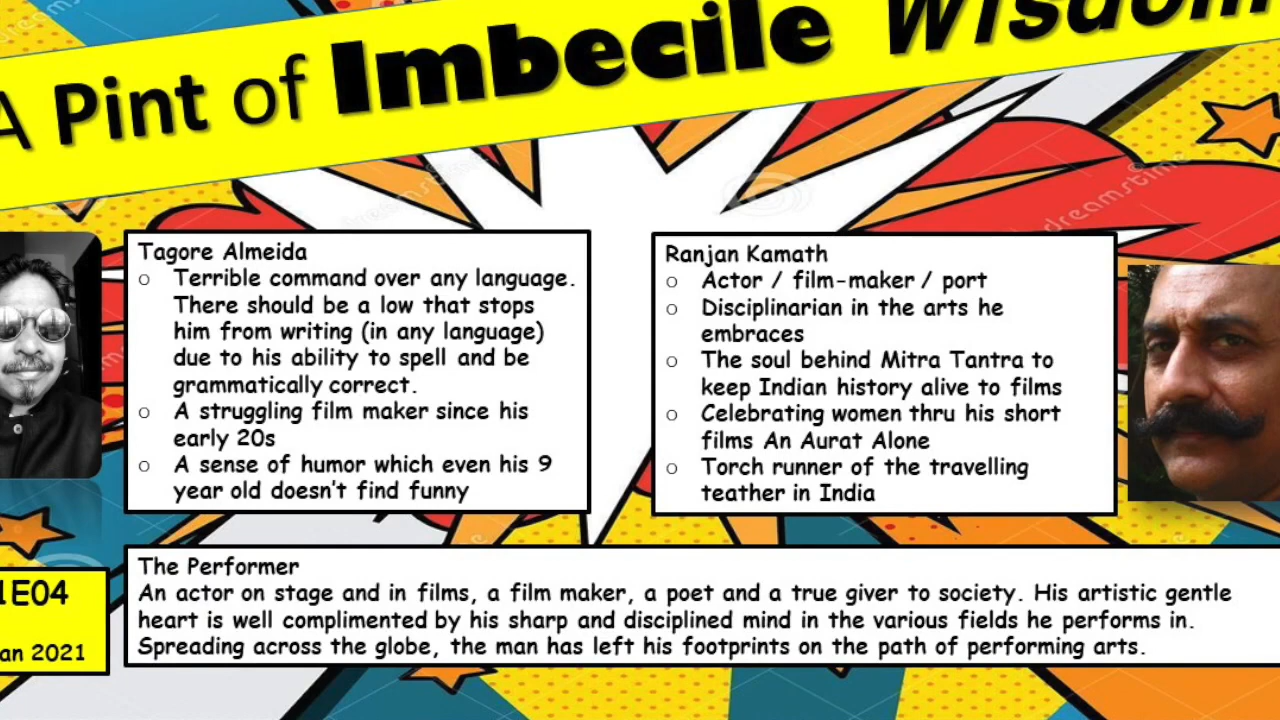 A Pint of Imbecile Wisdom
Tagore Almeida
o Terrible command over any language.
There should be a low that stops
him from writing (in any language)
due to his ability to spell and be
grammatically correct.
o A struggling film maker since his
early 20s
o A sense of humor which even his 9
year old doesn't find funny
Ranjan Kamath
o Actor / film-maker / port
o Disciplinarian in the arts he
embraces
o The soul behind Mitra Tantra to
keep Indian history alive to films
o Celebrating women thru his short
films An Aurat Alone
o Torch runner of the travelling
teather in India
1E04
an 2021
The Performer
An actor on stage and in films, a film maker, a poet and a true giver to society. His artistic gentle
heart is well complimented by his sharp and disciplined mind in the various fields he performs in.
Spreading across the globe, the man has left his footprints on the path of performing arts.
dreamstime
dreamstime
dreamstime